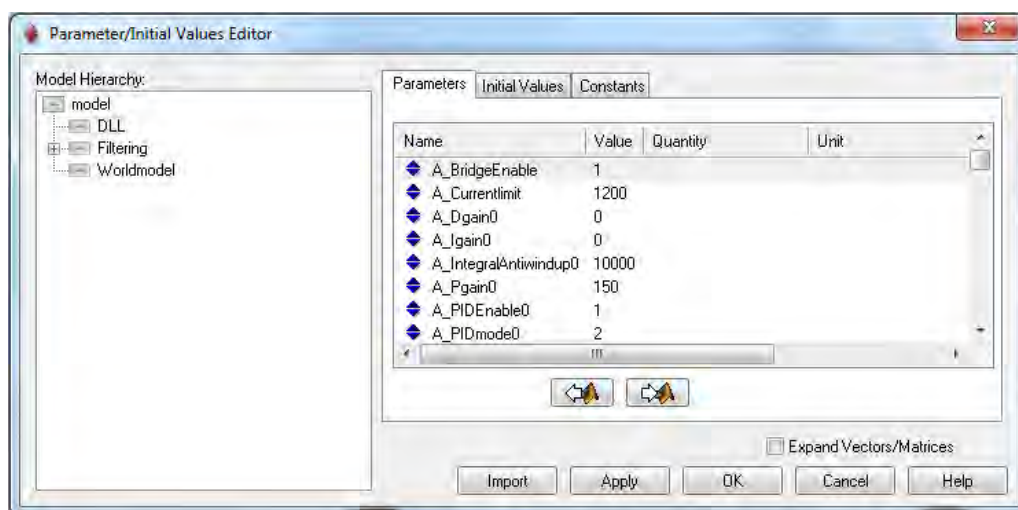 Parameter/Initial Values Editor
Model Hierarchy:
model
DLL
Filtering
Worldmodel
Parameters Initial Values Constants
Name Value Quantity Unit
A_BridgeEnable 1
A_Currentlimit 1200
A_Dgain0 0
A_Igain0 0
A_IntegralAntiwindup0 10000
A_Pgain0 150
A_PIDEnable0 1
A_PIDmode0 2
Expand Vectors/Matrices
Import Apply OK Cancel Help